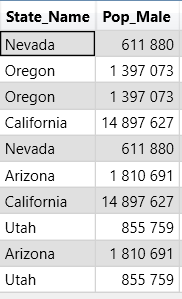 State_Name Pop_Male
Nevada 611 880
Oregon 1 397 073
Oregon 1 397 073
California 14 897 627
Nevada 611 880
Arizona 1 810 691
California 14 897 627
Utah 855 759
Arizona 1 810 691
Utah 855 759